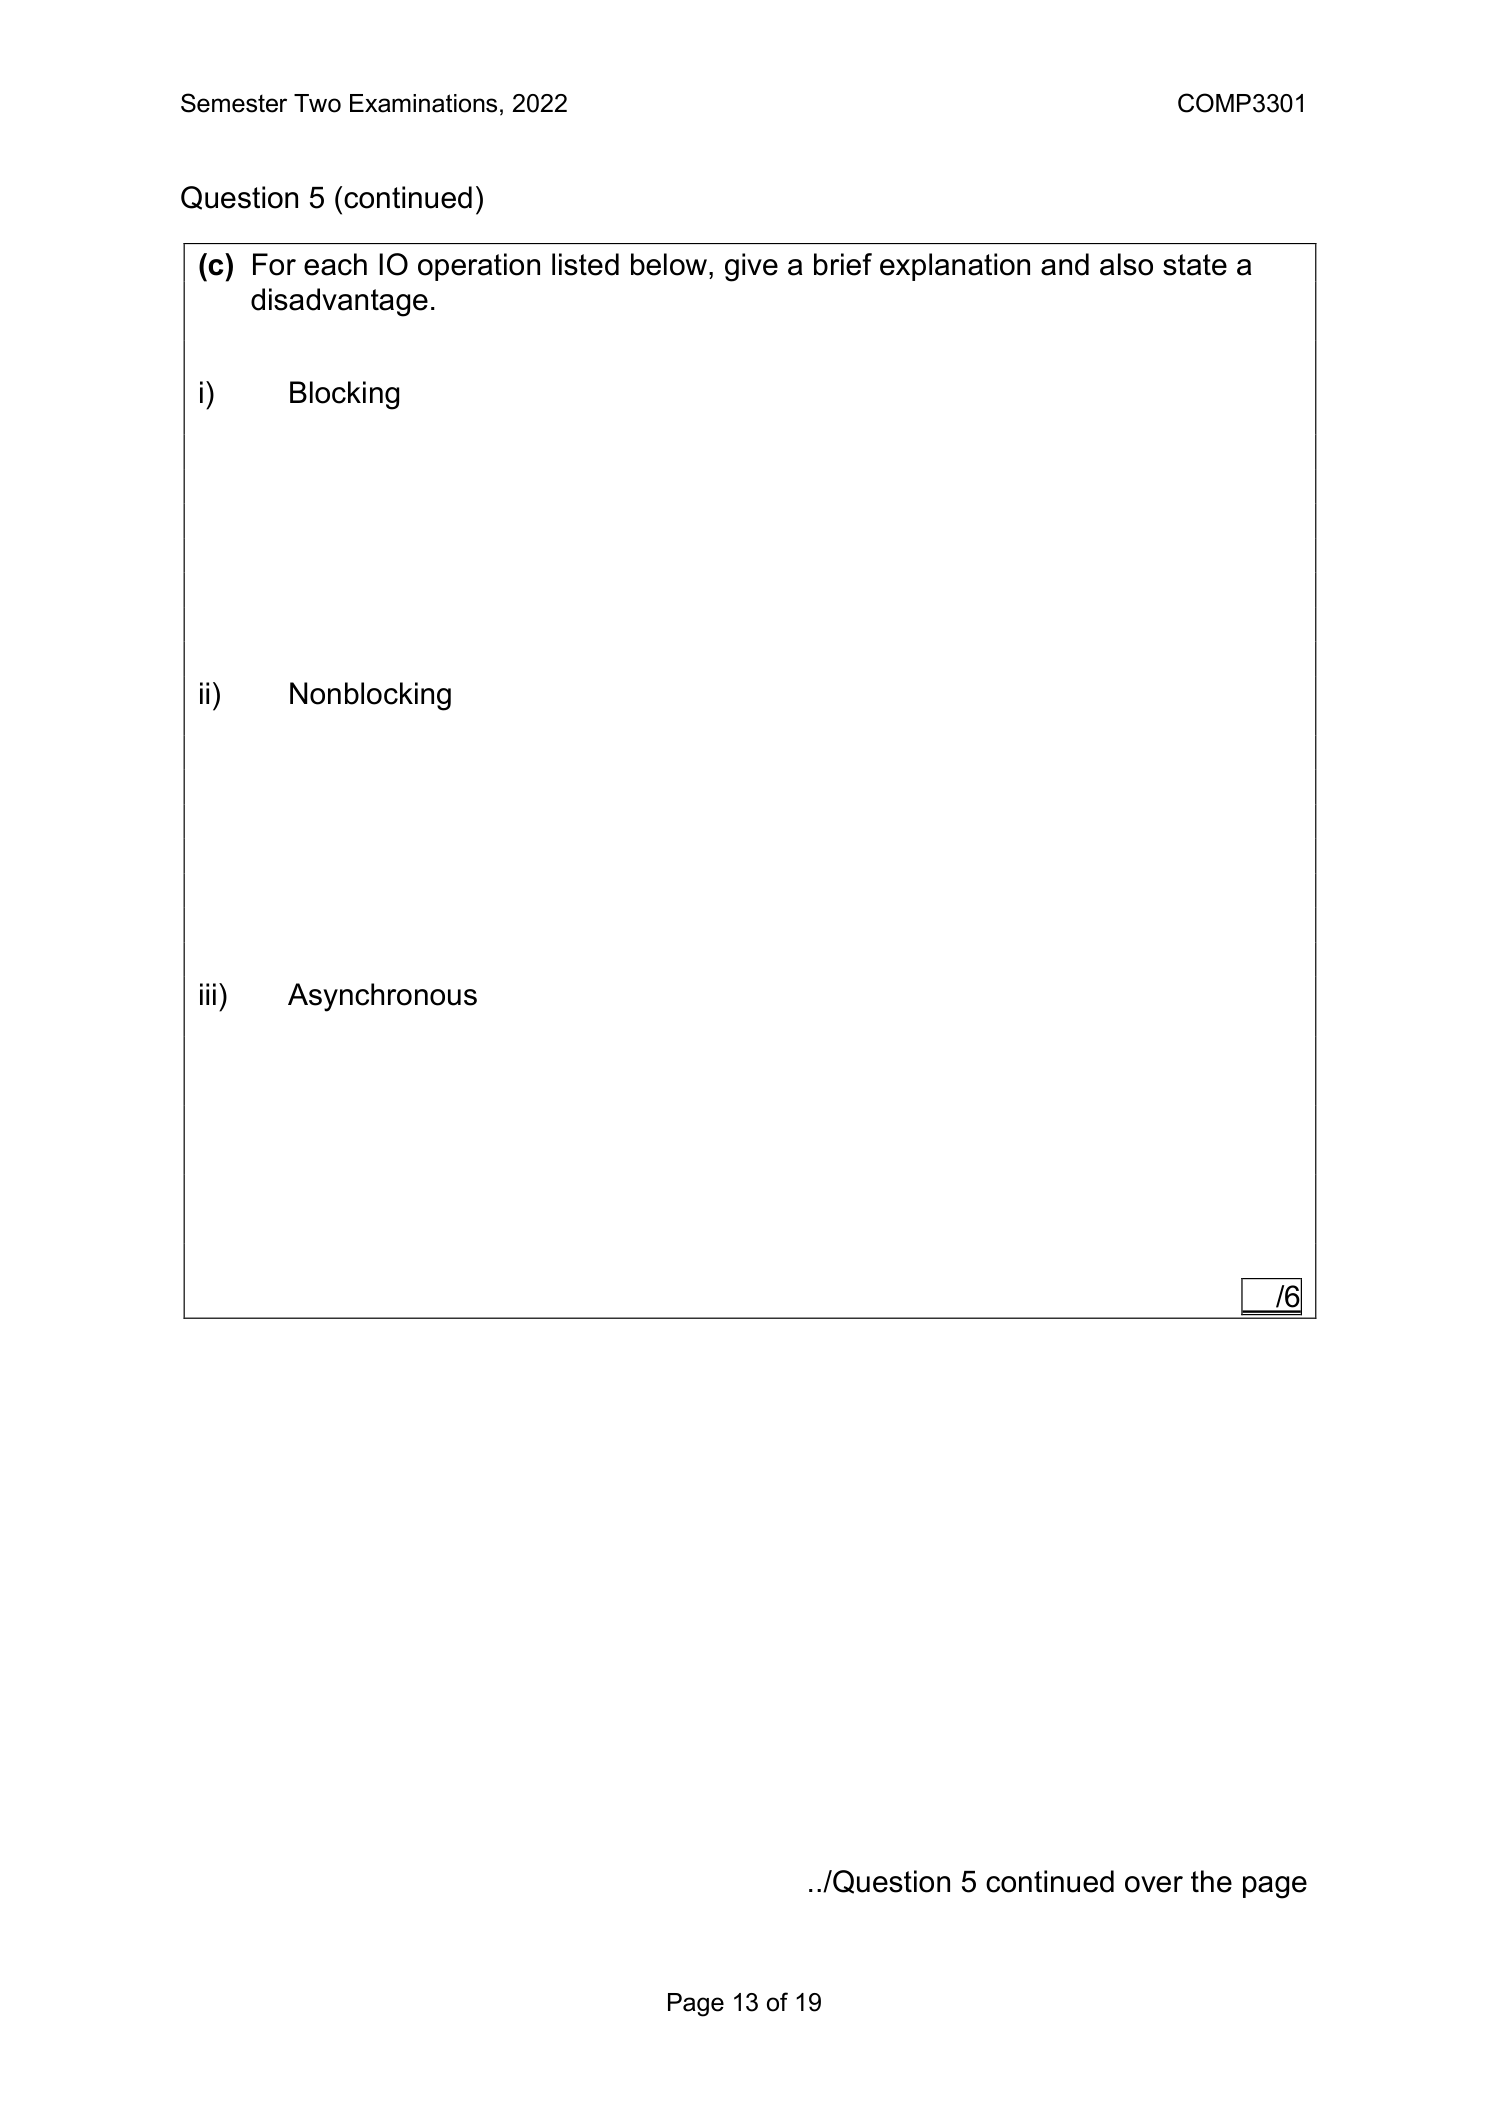 Semester Two Examinations, 2022 COMP3301
Question 5 (continued)
(c) For each IO operation listed below, give a brief explanation and also state a
disadvantage.
i) Blocking
ii) Nonblocking
iii) Asynchronous
/6
../Question 5 continued over the page
Page 13 of 19